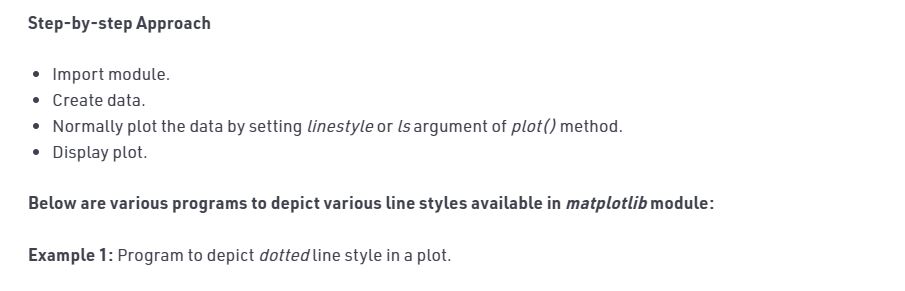 Step-by-step Approach
• Import module.
• Create data.
• Normally plot the data by setting linestyle or ls argument of plot() method.
• Display plot.
Below are various programs to depict various line styles available in matplotlib module:
Example 1: Program to depict dotted line style in a plot.